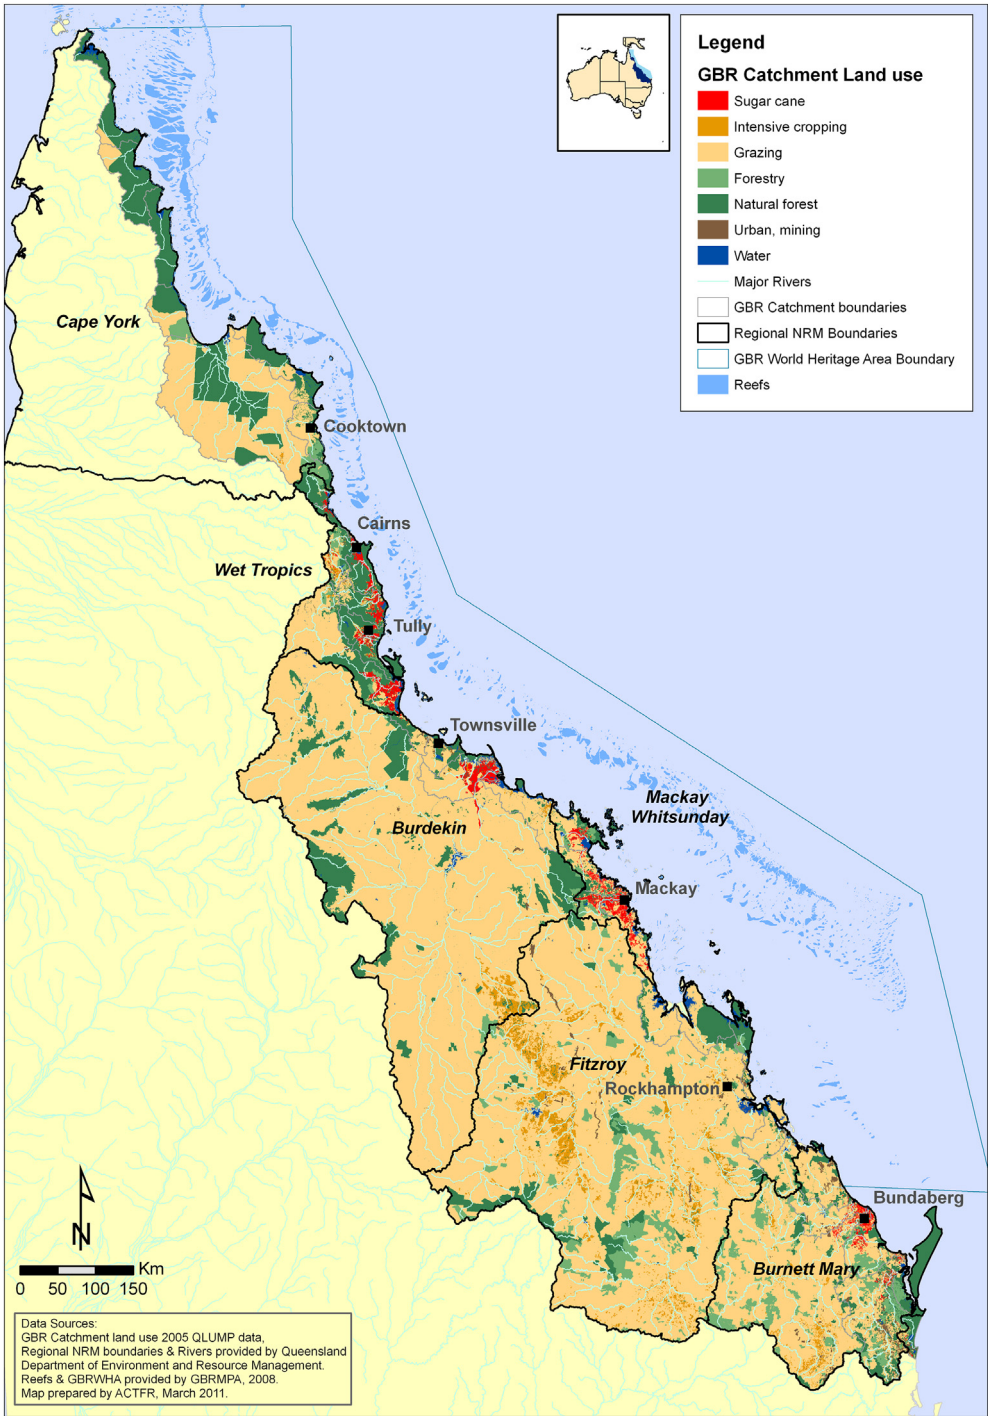 Legend
GBR Catchment Land use
Sugar cane
Intensive cropping
Grazing
Forestry
Natural forest
Urban, mining
Water
Major Rivers
GBR Catchment boundaries
Regional NRM Boundaries
GBR World Heritage Area Boundary
Reefs
Cape York
Cooktown
Cairns
Wet Tropics
Tully
Townsville
Mackay
Whitsunday
Burdekin
Mackay
Fitzroy
Rockhampton
Bundaberg
Burnett Mary
N
Km
0 50 100 150
Data Sources:
GBR Catchment land use 2005 QLUMP data,
Regional NRM boundaries & Rivers provided by Queensland
Department of Environment and Resource Management.
Reefs & GBRWHA provided by GBRMPA, 2008.
Map prepared by ACTFR, March 2011.